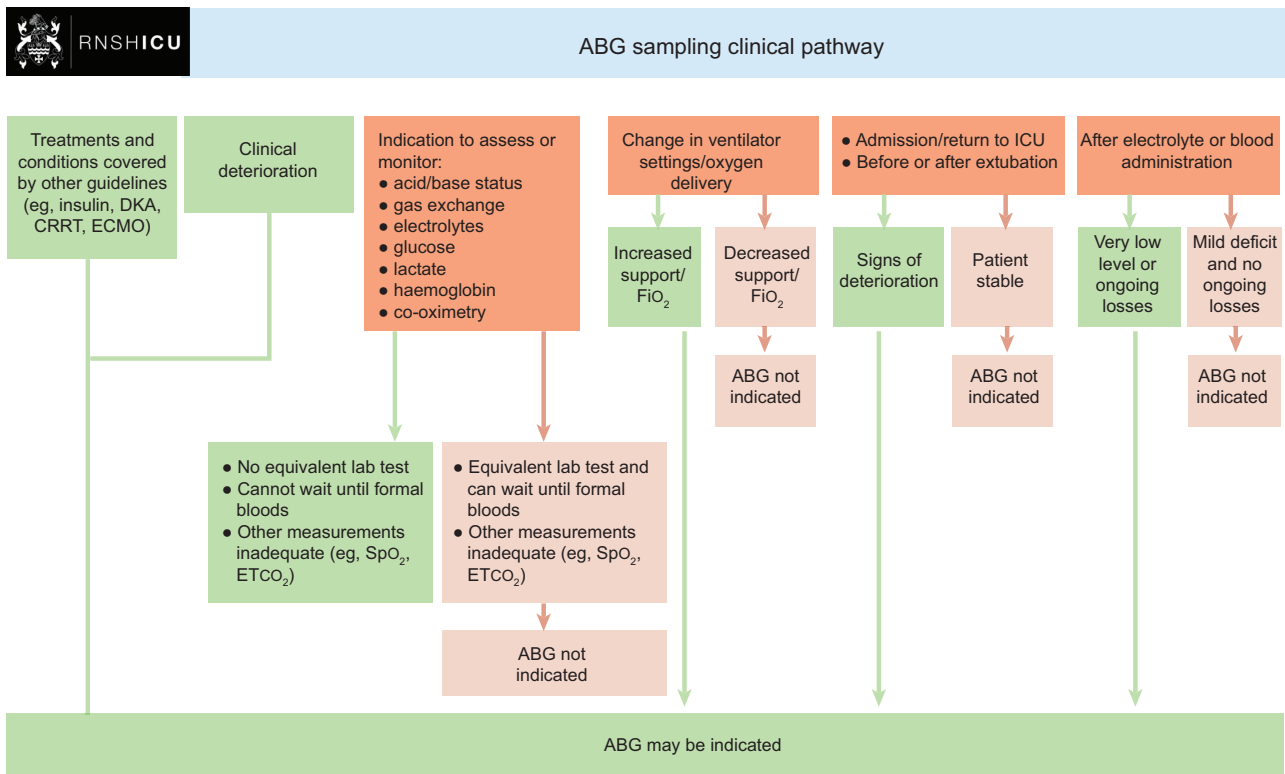 RNSHICU
ABG sampling clinical pathway
Treatments and
conditions covered
by other guidelines
(eg, insulin, DKA,
CRRT, ECMO)
Clinical
deterioration
Indication to assess or
monitor:
● acid/base status
● gas exchange
● electrolytes
● glucose
● lactate
● haemoglobin
● co-oximetry
Change in ventilator
settings/oxygen
delivery
● Admission/return to ICU
● Before or after extubation
After electrolyte or blood
administration
Increased
support/
FiO₂
Decreased
support/
FiO₂
Signs of
deterioration
Patient
stable
Very low
level or
ongoing
losses
Mild deficit
and no
ongoing
losses
ABG not
indicated
ABG not
indicated
ABG not
indicated
● No equivalent lab test
● Cannot wait until formal
bloods
● Other measurements
inadequate (eg, SpO₂,
ETCO₂)
● Equivalent lab test and
can wait until formal
bloods
● Other measurements
inadequate (eg, SpO₂,
ETCO₂)
ABG not
indicated
ABG may be indicated